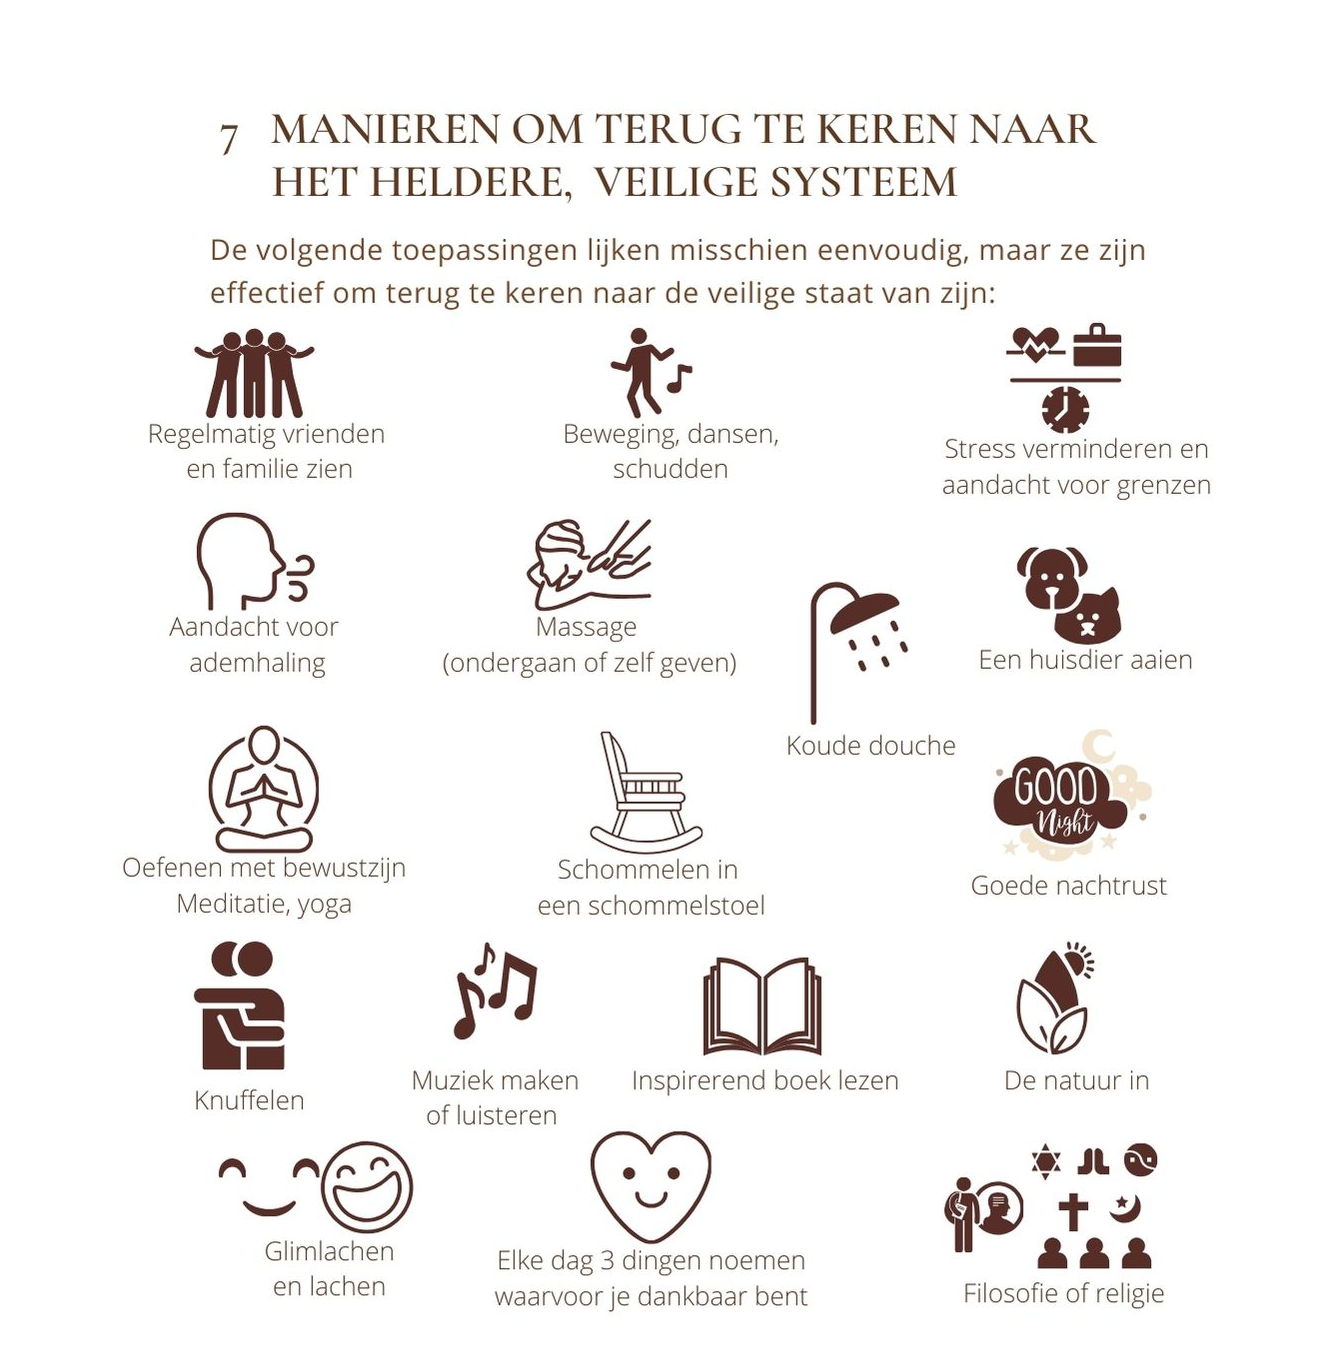 7 MANIEREN OM TERUG TE KEREN NAAR
HET HELDERE, VEILIGE SYSTEEM
De volgende toepassingen lijken misschien eenvoudig, maar ze zijn
effectief om terug te keren naar de veilige staat van zijn:
Regelmatig vrienden
en familie zien
Beweging, dansen,
schudden
Stress verminderen en
aandacht voor grenzen
Aandacht voor
ademhaling
Massage
(ondergaan of zelf geven)
Koude douche
Een huisdier aaien
Oefenen met bewustzijn
Meditatie, yoga
Schommelen in
een schommelstoel
GOOD
Night
Goede nachtrust
Knuffelen
Muziek maken
of luisteren
Inspirerend boek lezen
De natuur in
Glimlachen
en lachen
Elke dag 3 dingen noemen
waarvoor je dankbaar bent
Filosofie of religie